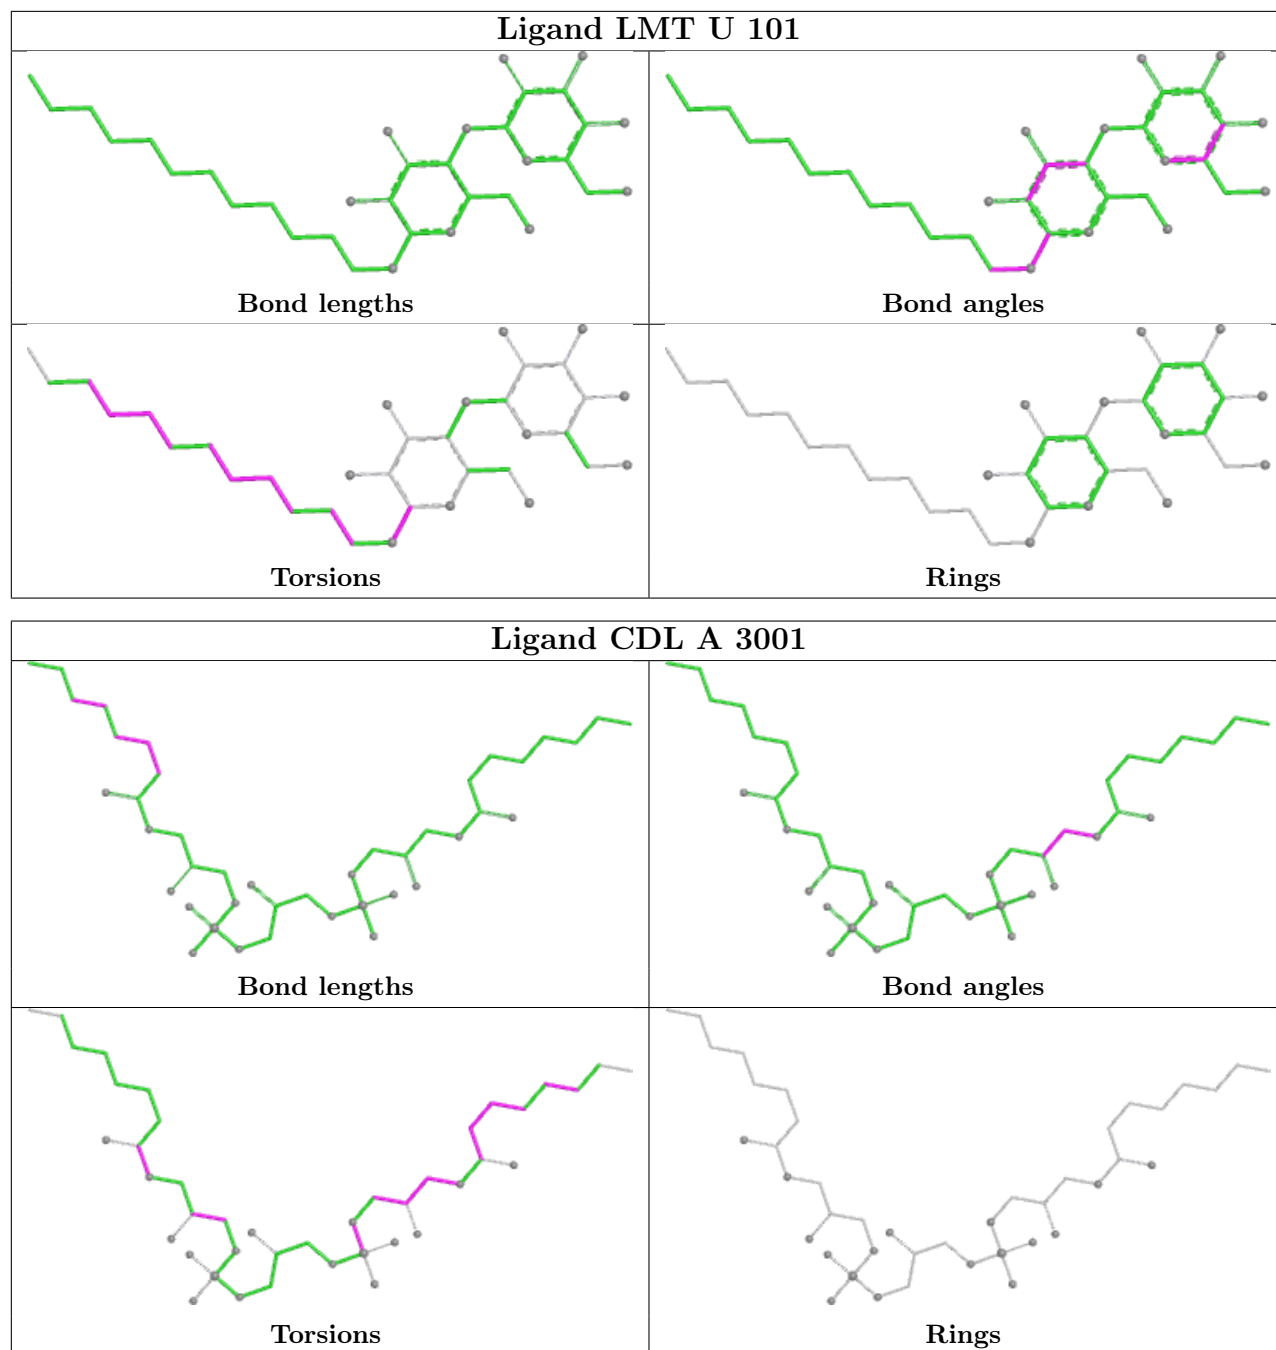 Ligand LMT U 101
Bond lengths
Bond angles
Torsions
Rings
Ligand CDL A 3001
Bond lengths
Bond angles
Torsions
Rings